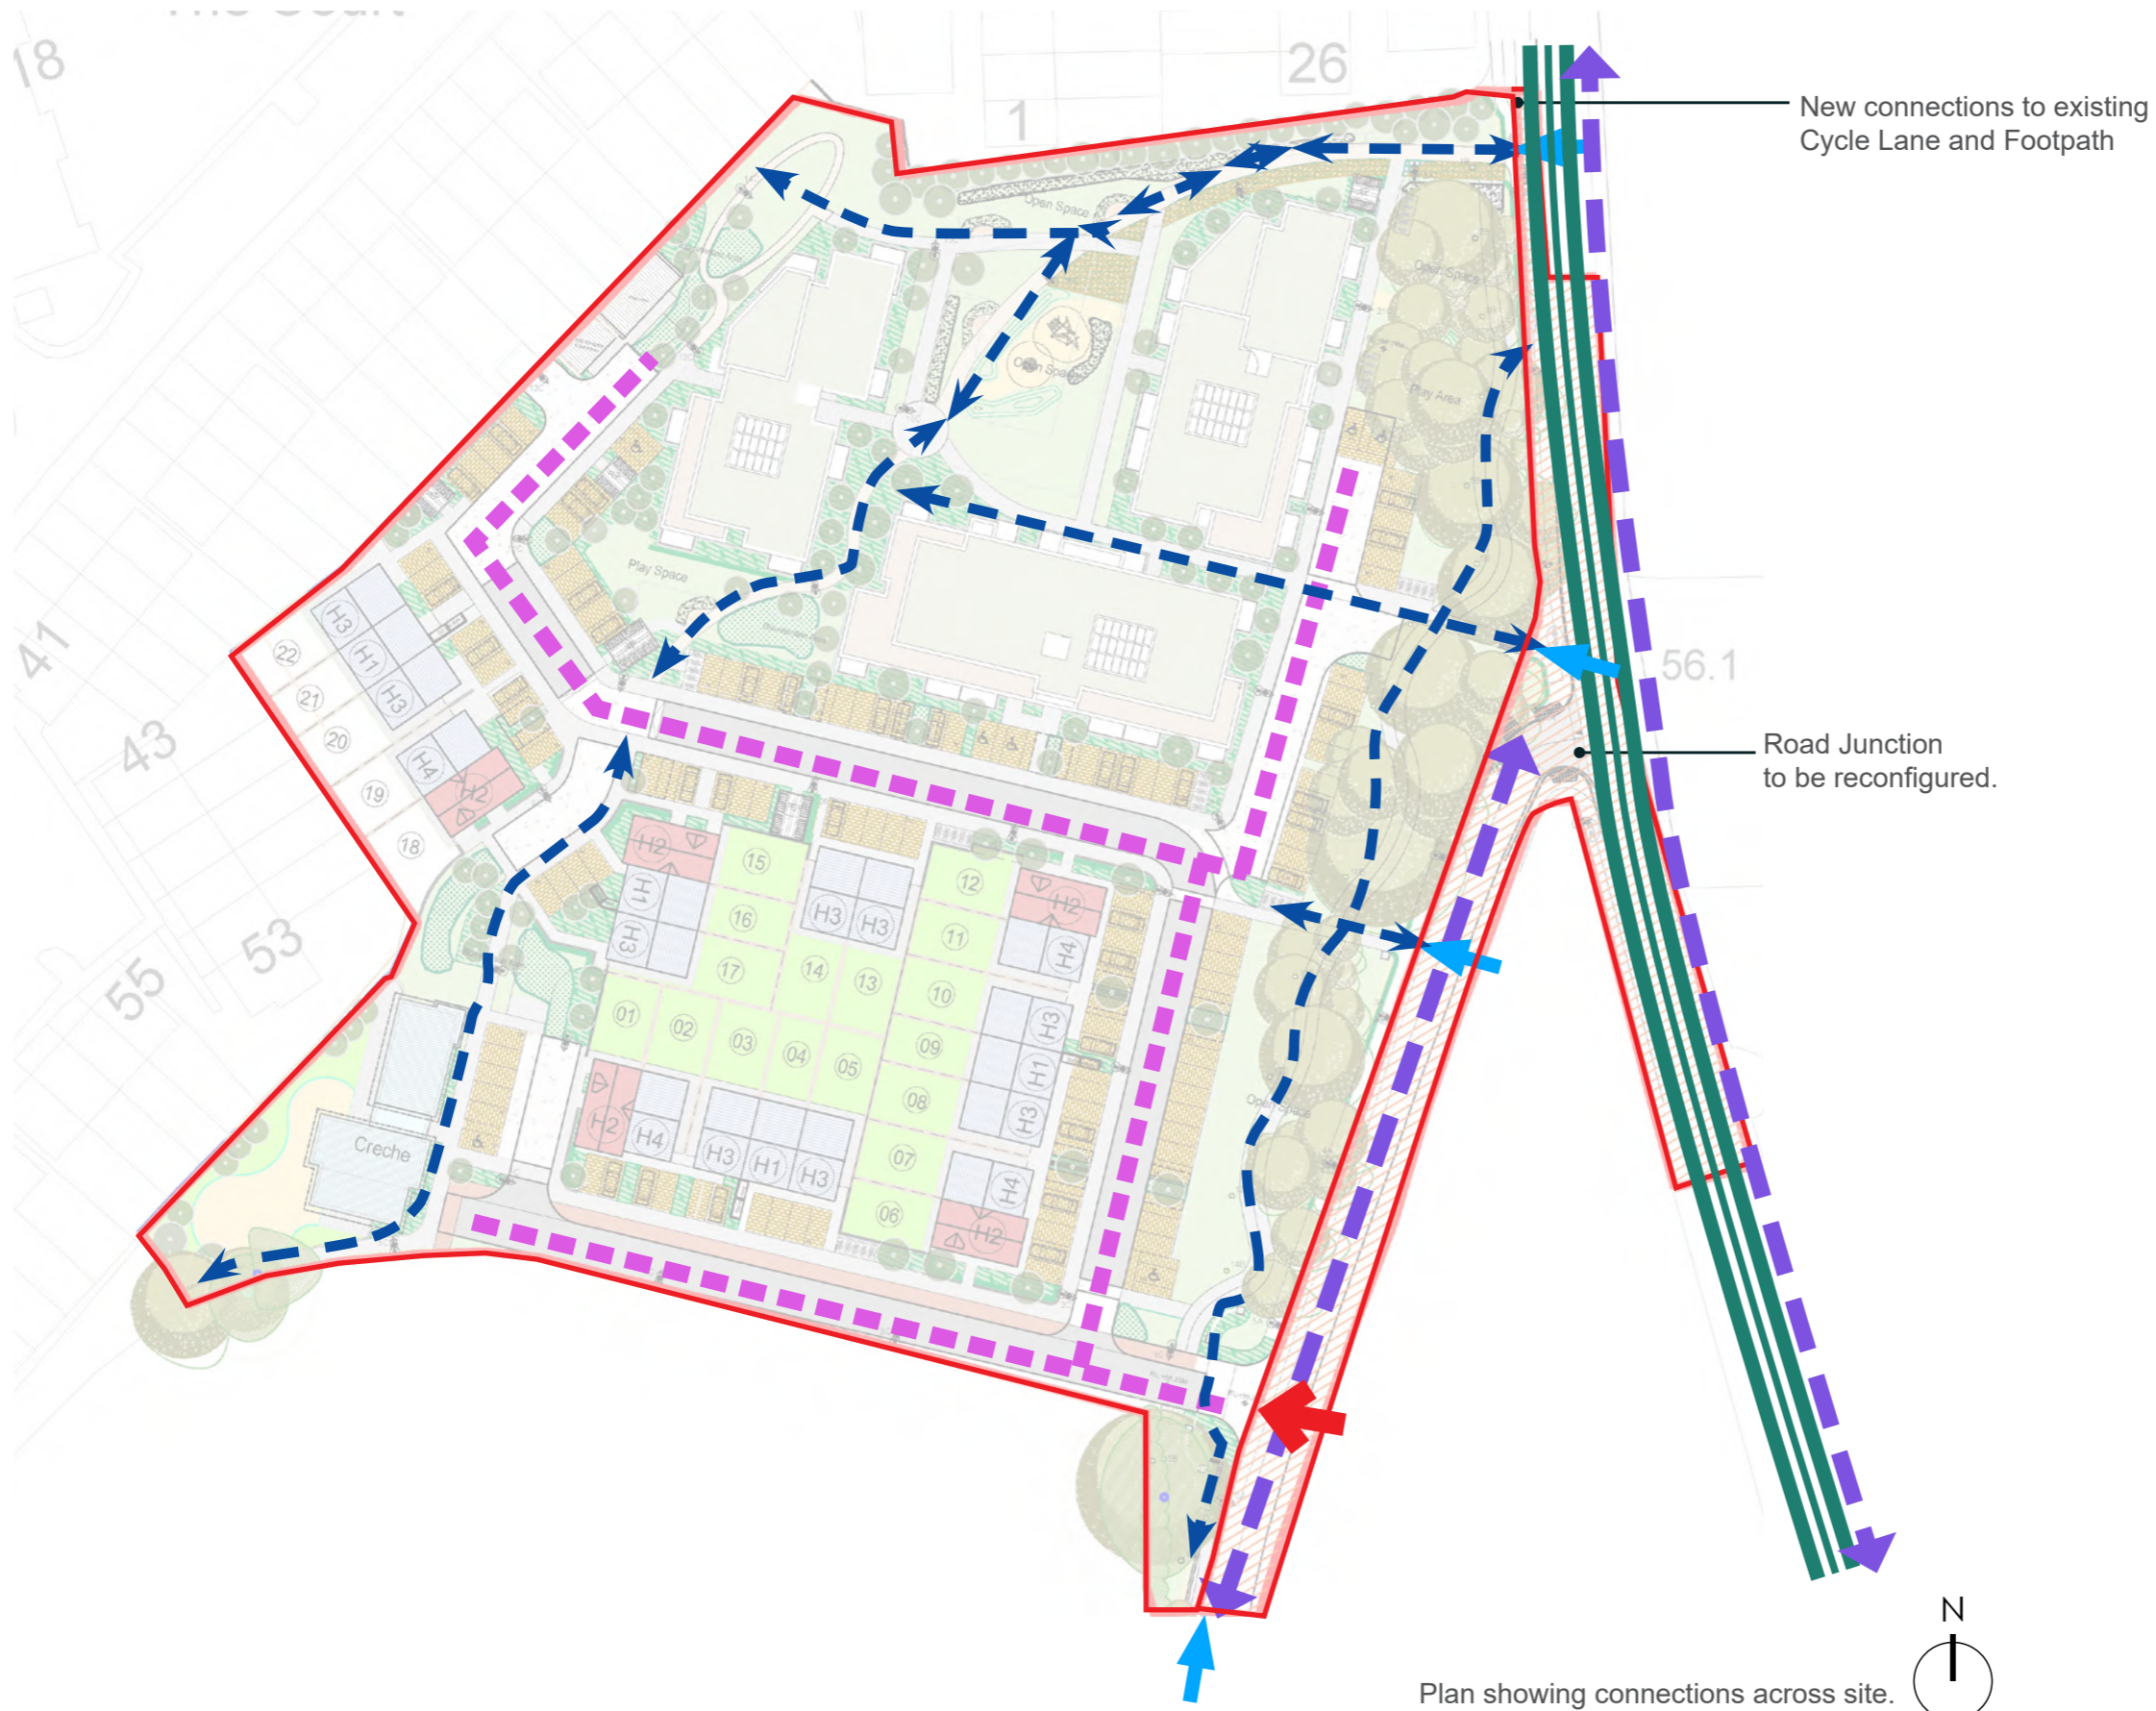 18
26
1
New connections to existing
Cycle Lane and Footpath
Open Space
Open Space
Open Space
Play Area
Play Space
H3
H1
H3
22
21
20
19
18
H4
H2
41
43
53
55
56.1
Road Junction
to be reconfigured.
H2
H1
H3
15
16
17
H3
H3
14
13
12
11
10
09
08
07
06
H2
H4
H3
H1
H3
H4
H2
01
02
03
04
05
H2
H4
H3
H1
H3
Open Space
Creche
Plan showing connections across site.
N